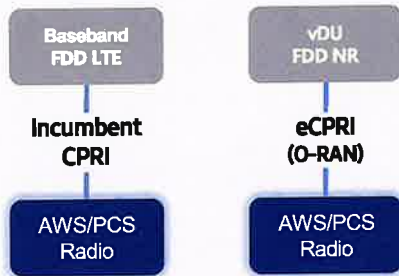 Baseband
FDD LTE
Incumbent
CPRI
AWS/PCS
Radio
vDU
FDD NR
eCPRI
(O-RAN)
AWS/PCS
Radio